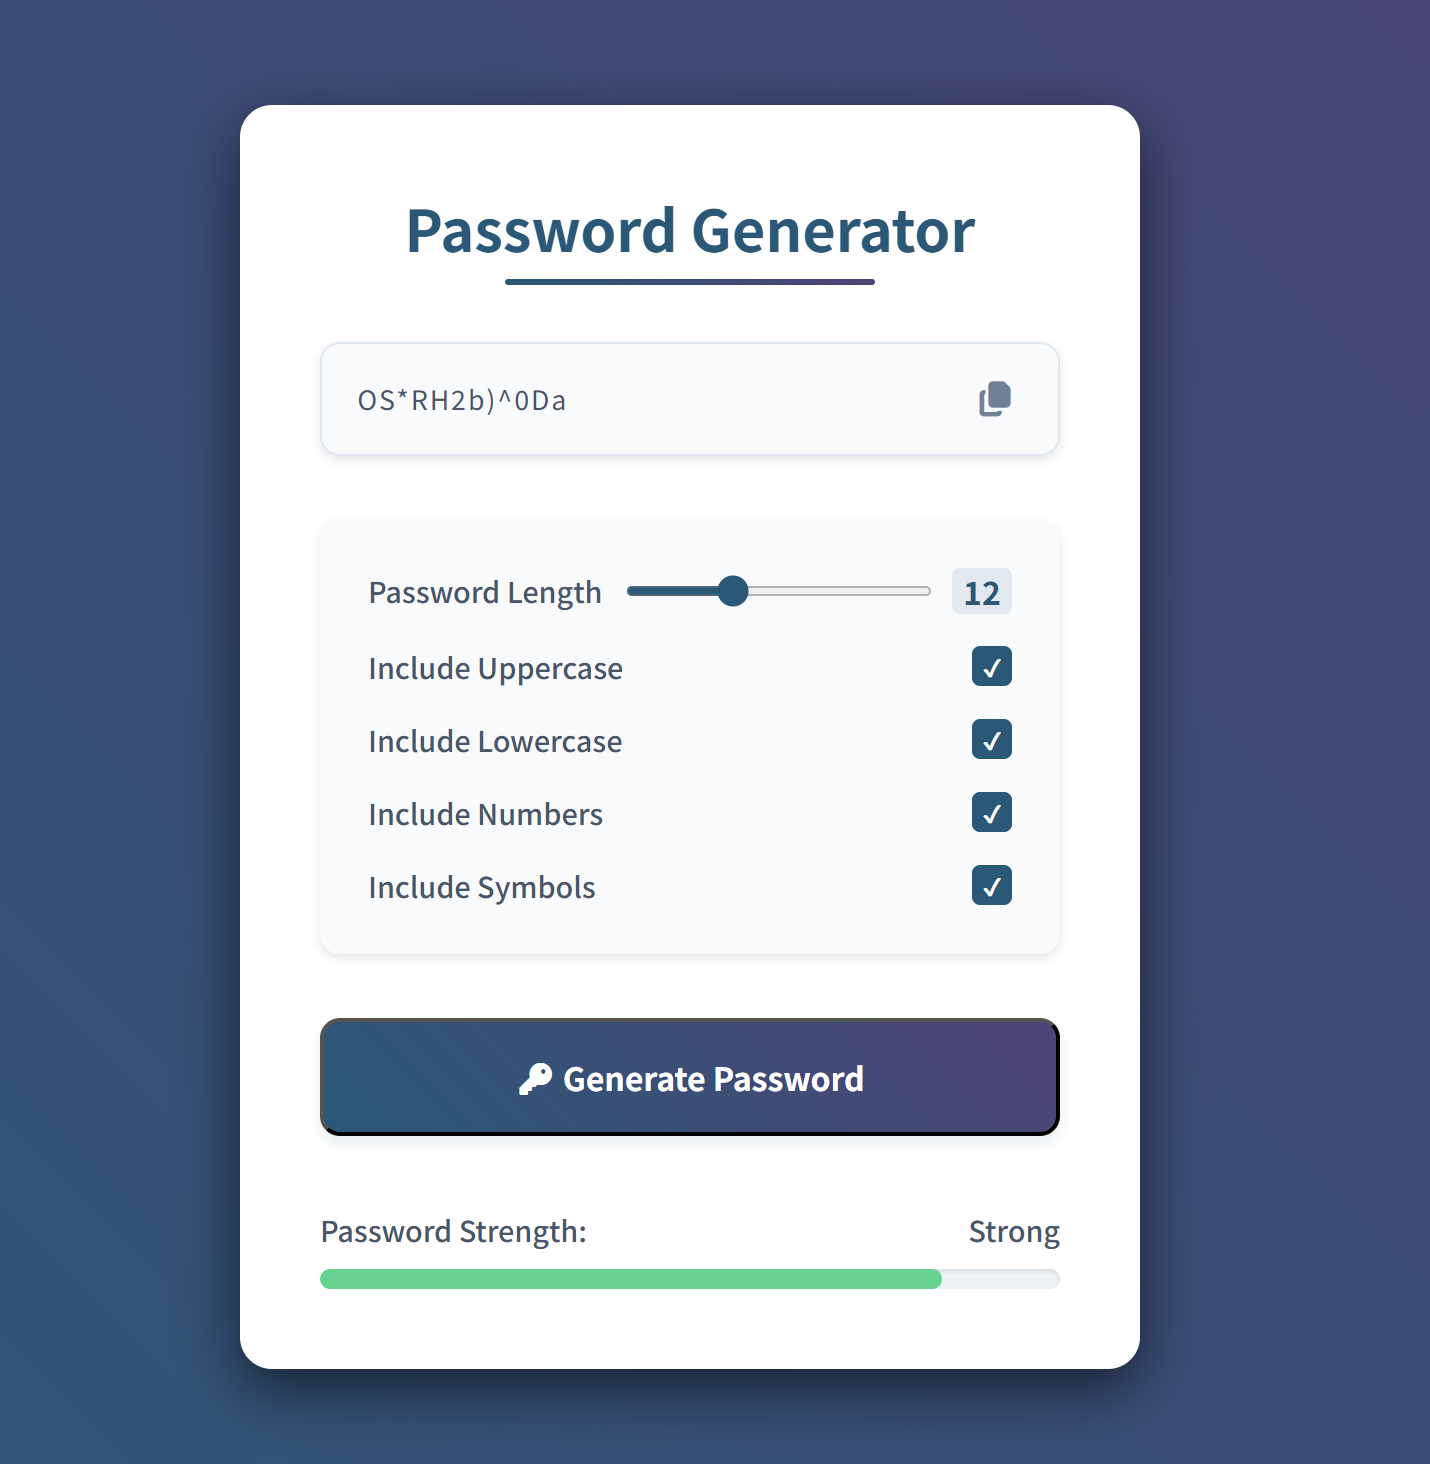 Password Generator
OS*RH2b)^0Da
Password Length 12
Include Uppercase
Include Lowercase
Include Numbers
Include Symbols
Generate Password
Password Strength: Strong